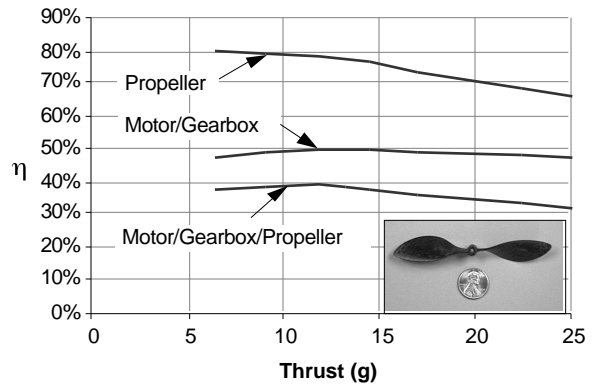 90%
80%
70%
60%
50%
40%
30%
20%
10%
0%
η
Propeller
Motor/Gearbox
Motor/Gearbox/Propeller
0 5 10 15 20 25
Thrust (g)